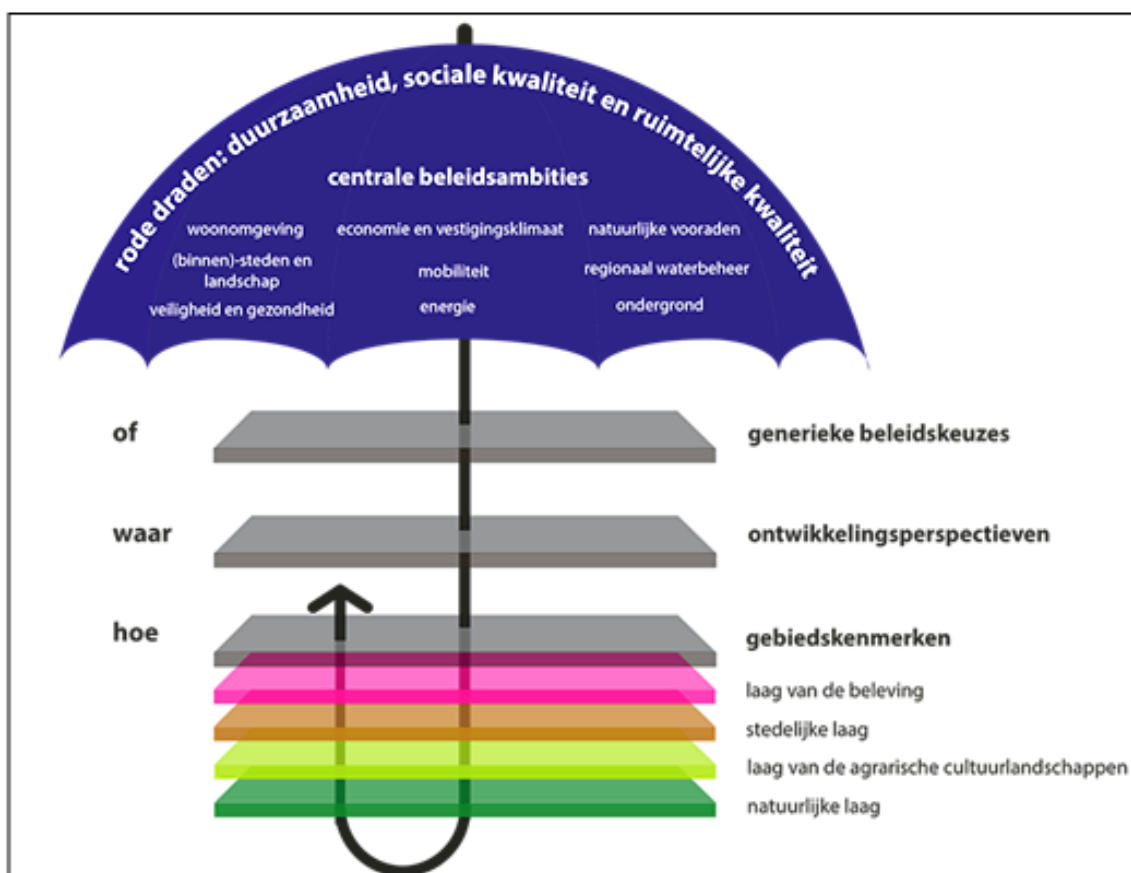 rode draden: duurzaamheid, sociale kwaliteit en ruimtelijke kwaliteit
centrale beleidsambities
woonomgeving
economie en vestigingsklimaat
natuurlijke vooraden
(binnen)-steden en
landschap
mobiliteit
regionaal waterbeheer
veiligheid en gezondheid
energie
ondergrond
of
generieke beleidskeuzes
waar
ontwikkelingsperspectieven
hoe
gebiedskenmerken
laag van de beleving
stedelijke laag
laag van de agrarische cultuurlandschappen
natuurlijke laag